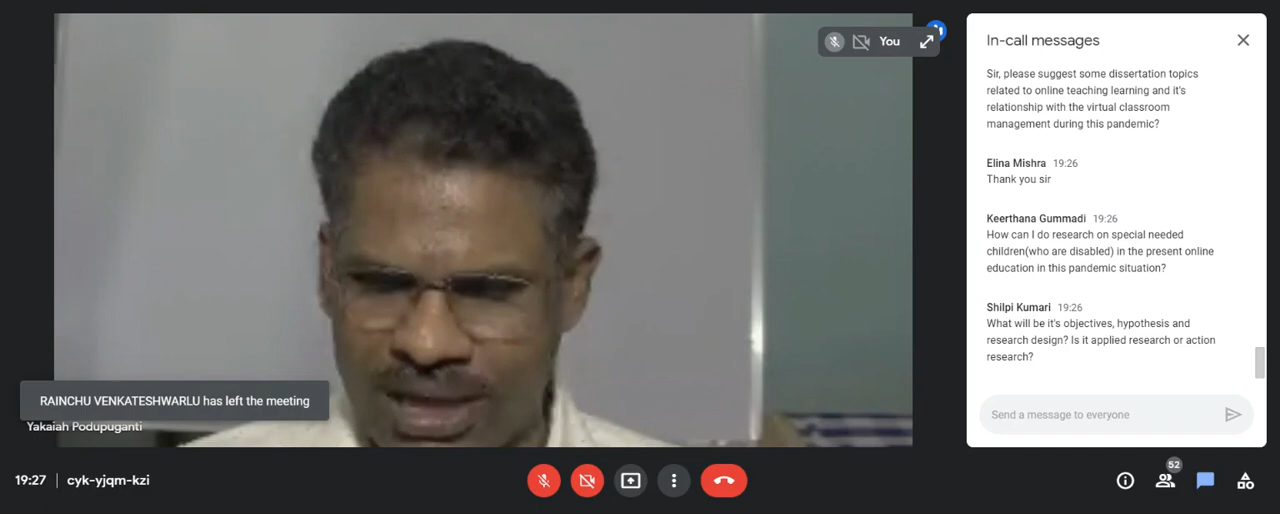 You
In-call messages
Sir, please suggest some dissertation topics
related to online teaching learning and it's
relationship with the virtual classroom
management during this pandemic?
Elina Mishra 19:26
Thank you sir
Keerthana Gummadi 19:26
How can I do research on special needed
children(who are disabled) in the present online
education in this pandemic situation?
Shilpi Kumari 19:26
What will be it's objectives, hypothesis and
research design? Is it applied research or action
research?
Send a message to everyone
RAINCHU VENKATESHWARLU has left the meeting
Yakaiah Podupuganti
19:27 | cyk-yjqm-kzi
52